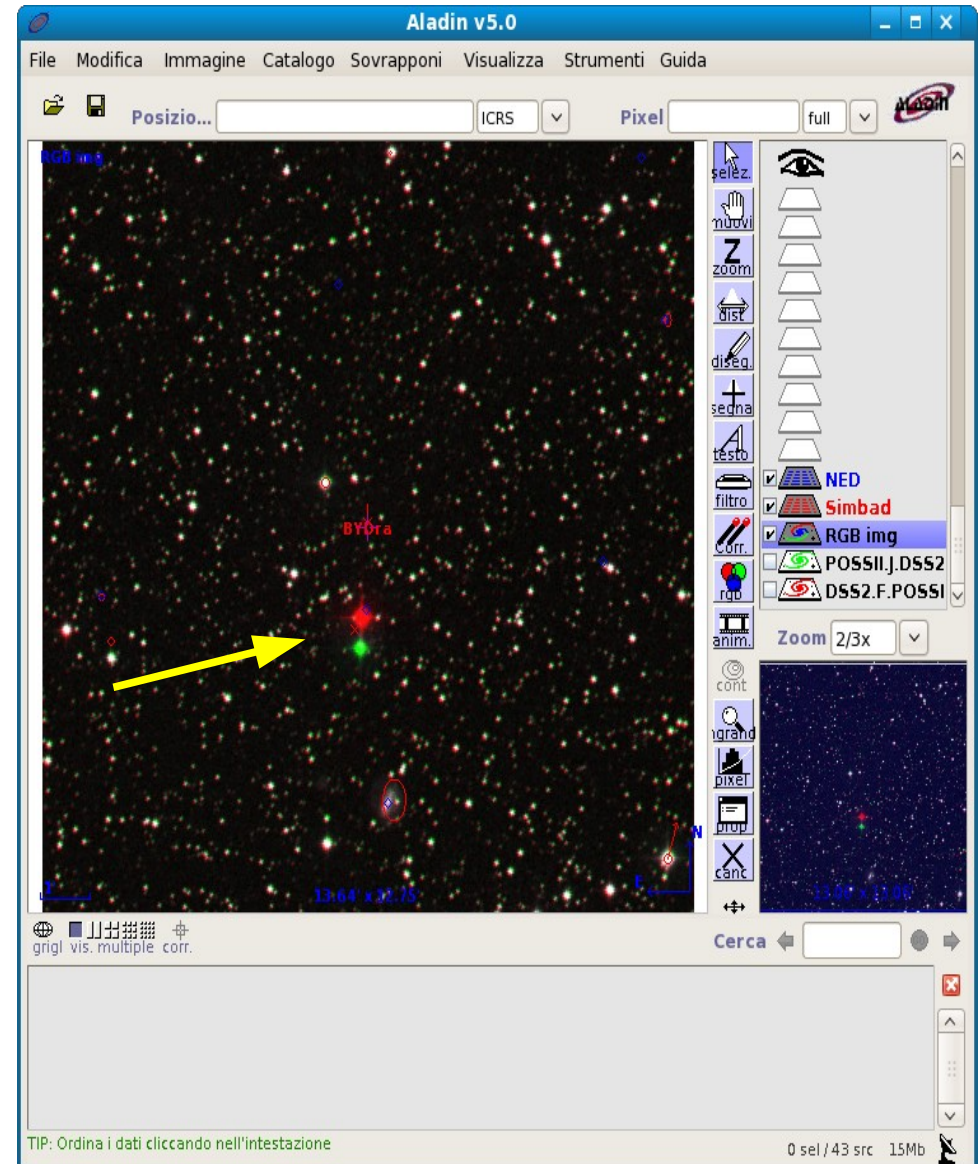 Aladin v5.0
File Modifica Immagine Catalogo Sovrapponi Visualizza Strumenti Guida
Posizio... ICRS Pixel full ALADIN
RGB img
selez.
muovi
zoom
dist
diseg.
segna
testo
filtro
corr.
rgb
anim.
cont
ngrand
pixel
prop
canc
BYDra
N
E
NED
Simbad
RGB img
POSSII.J.DSS2
DSS2.F.POSSI
Zoom 2/3x
grigl vis. multiple corr.
Cerca
TIP: Ordina i dati cliccando nell'intestazione
0 sel / 43 src 15Mb